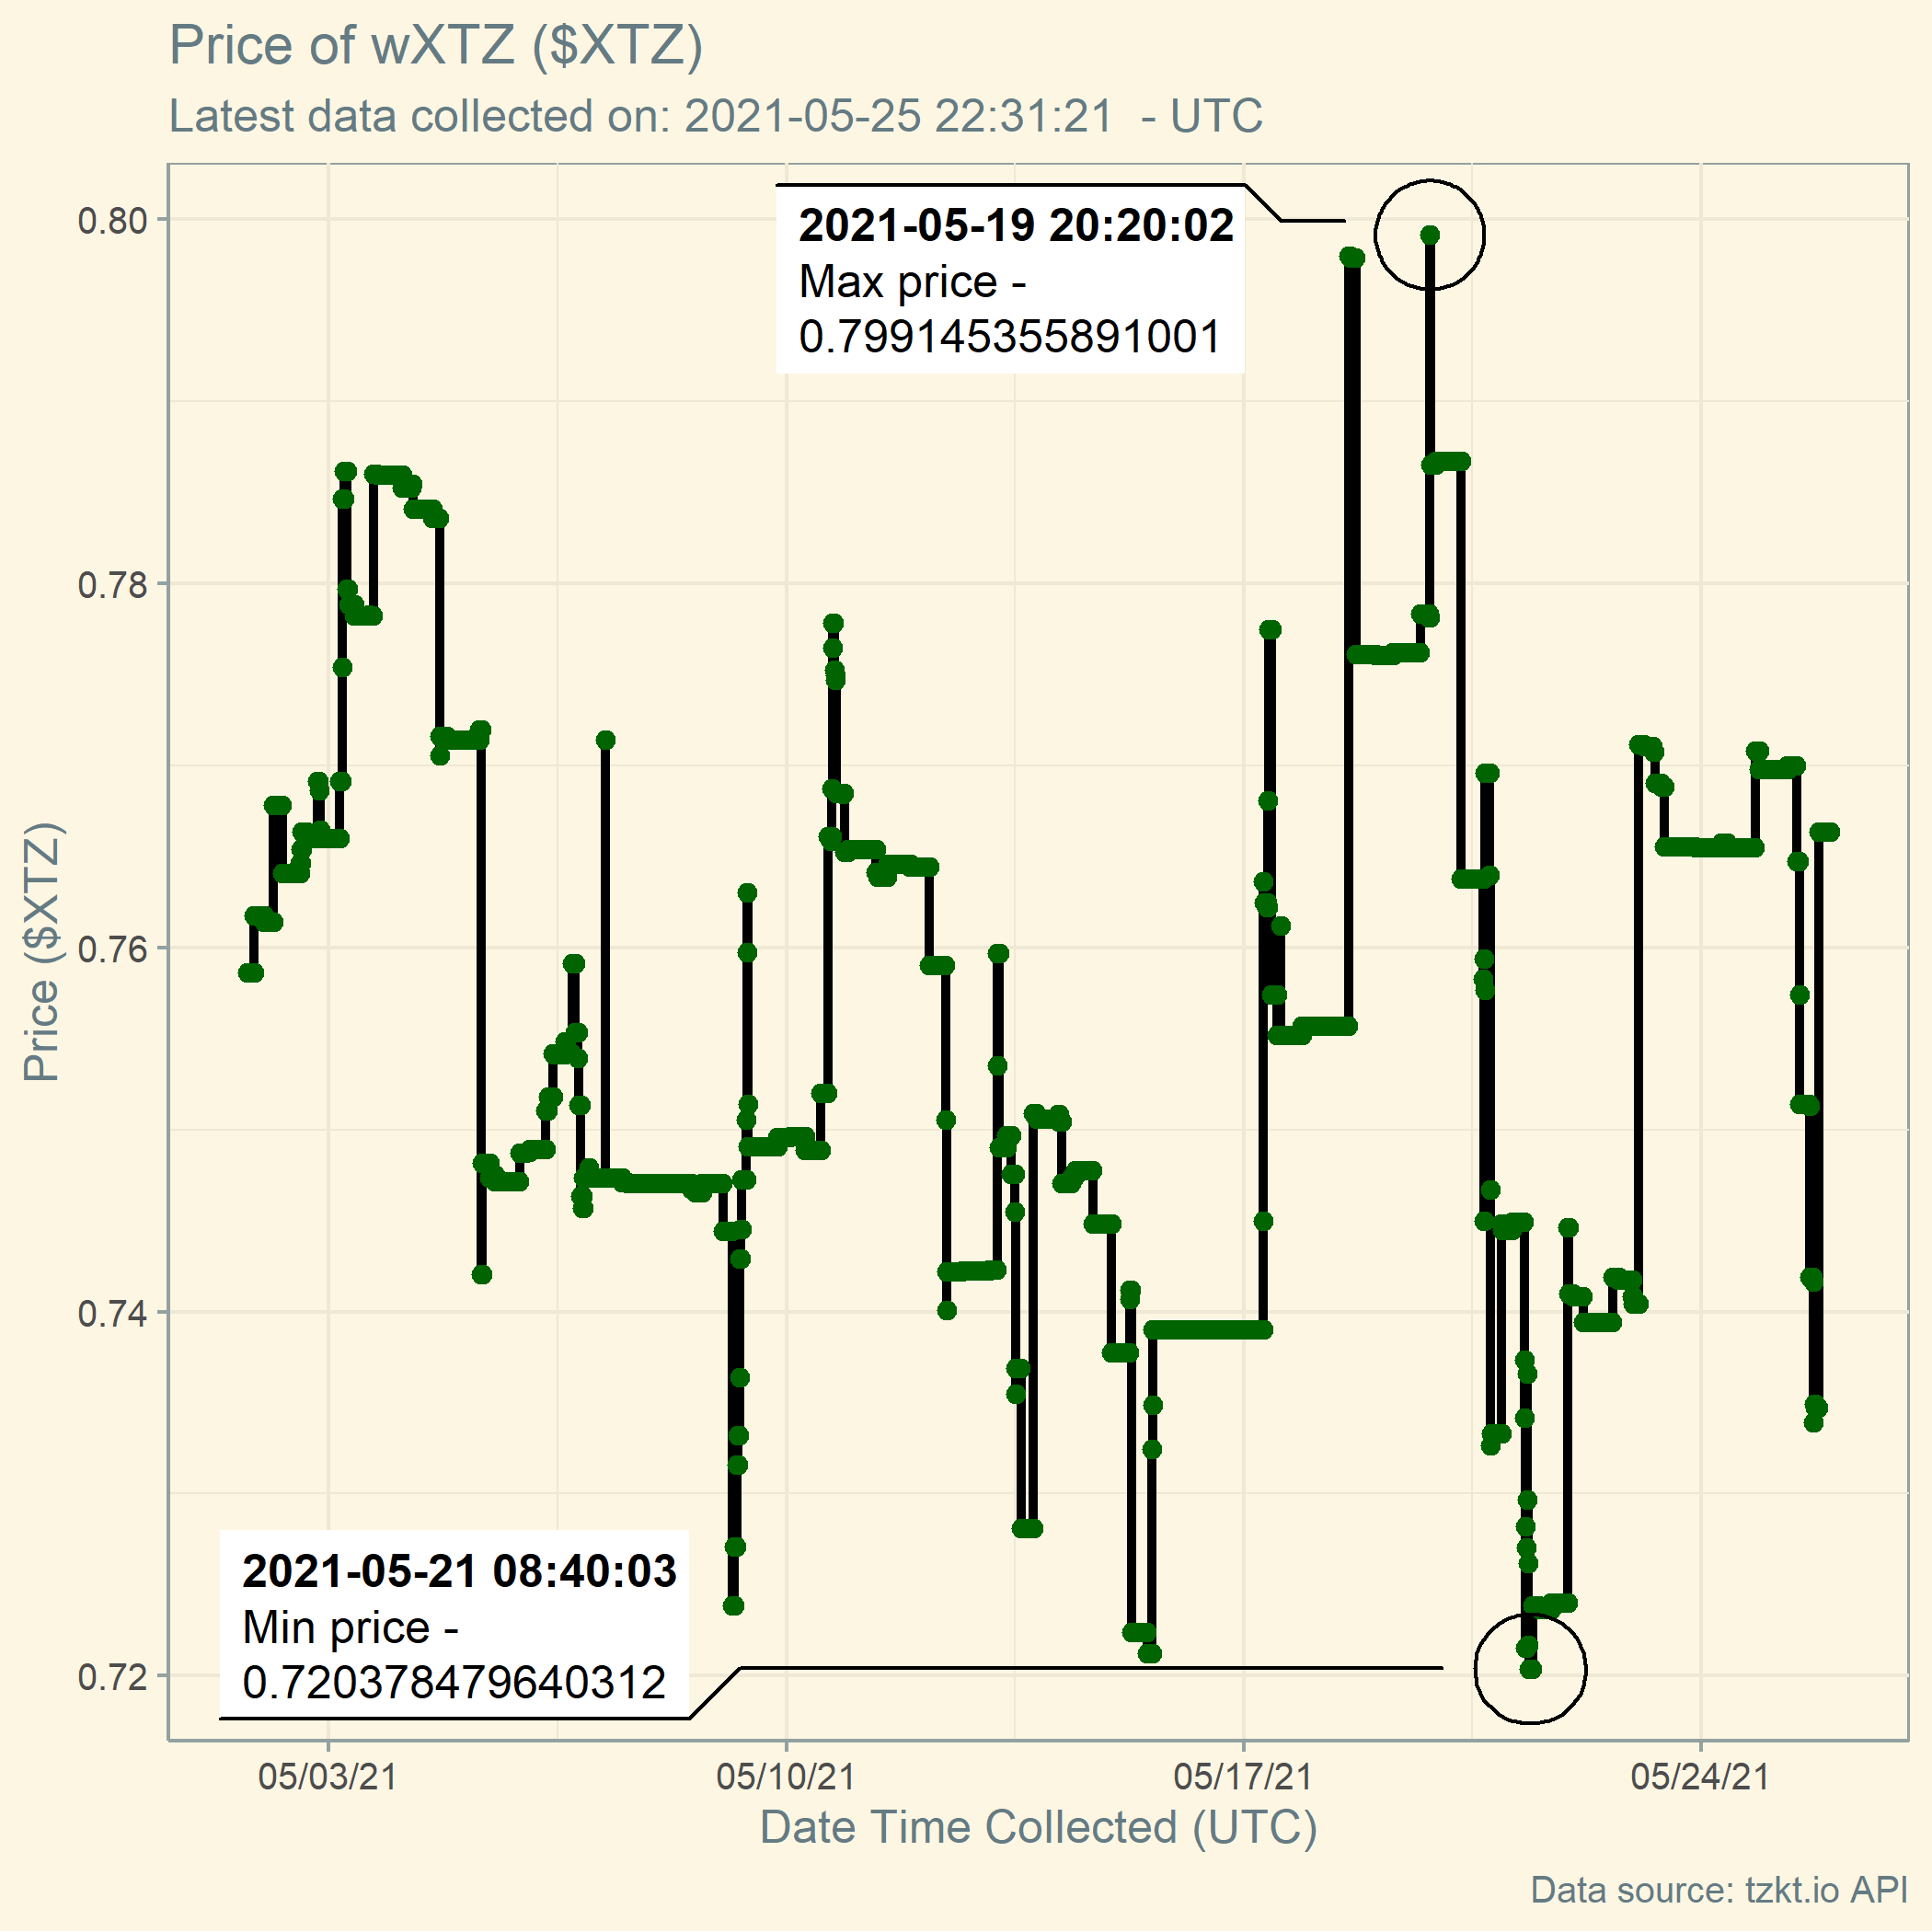 Price of wXTZ ($XTZ)
Latest data collected on: 2021-05-25 22:31:21  - UTC
0.80
0.78
0.76
0.74
0.72
Price ($XTZ)
2021-05-19 20:20:02
Max price -
0.799145355891001
2021-05-21 08:40:03
Min price -
0.720378479640312
05/03/21
05/10/21
05/17/21
05/24/21
Date Time Collected (UTC)
Data source: tzkt.io API